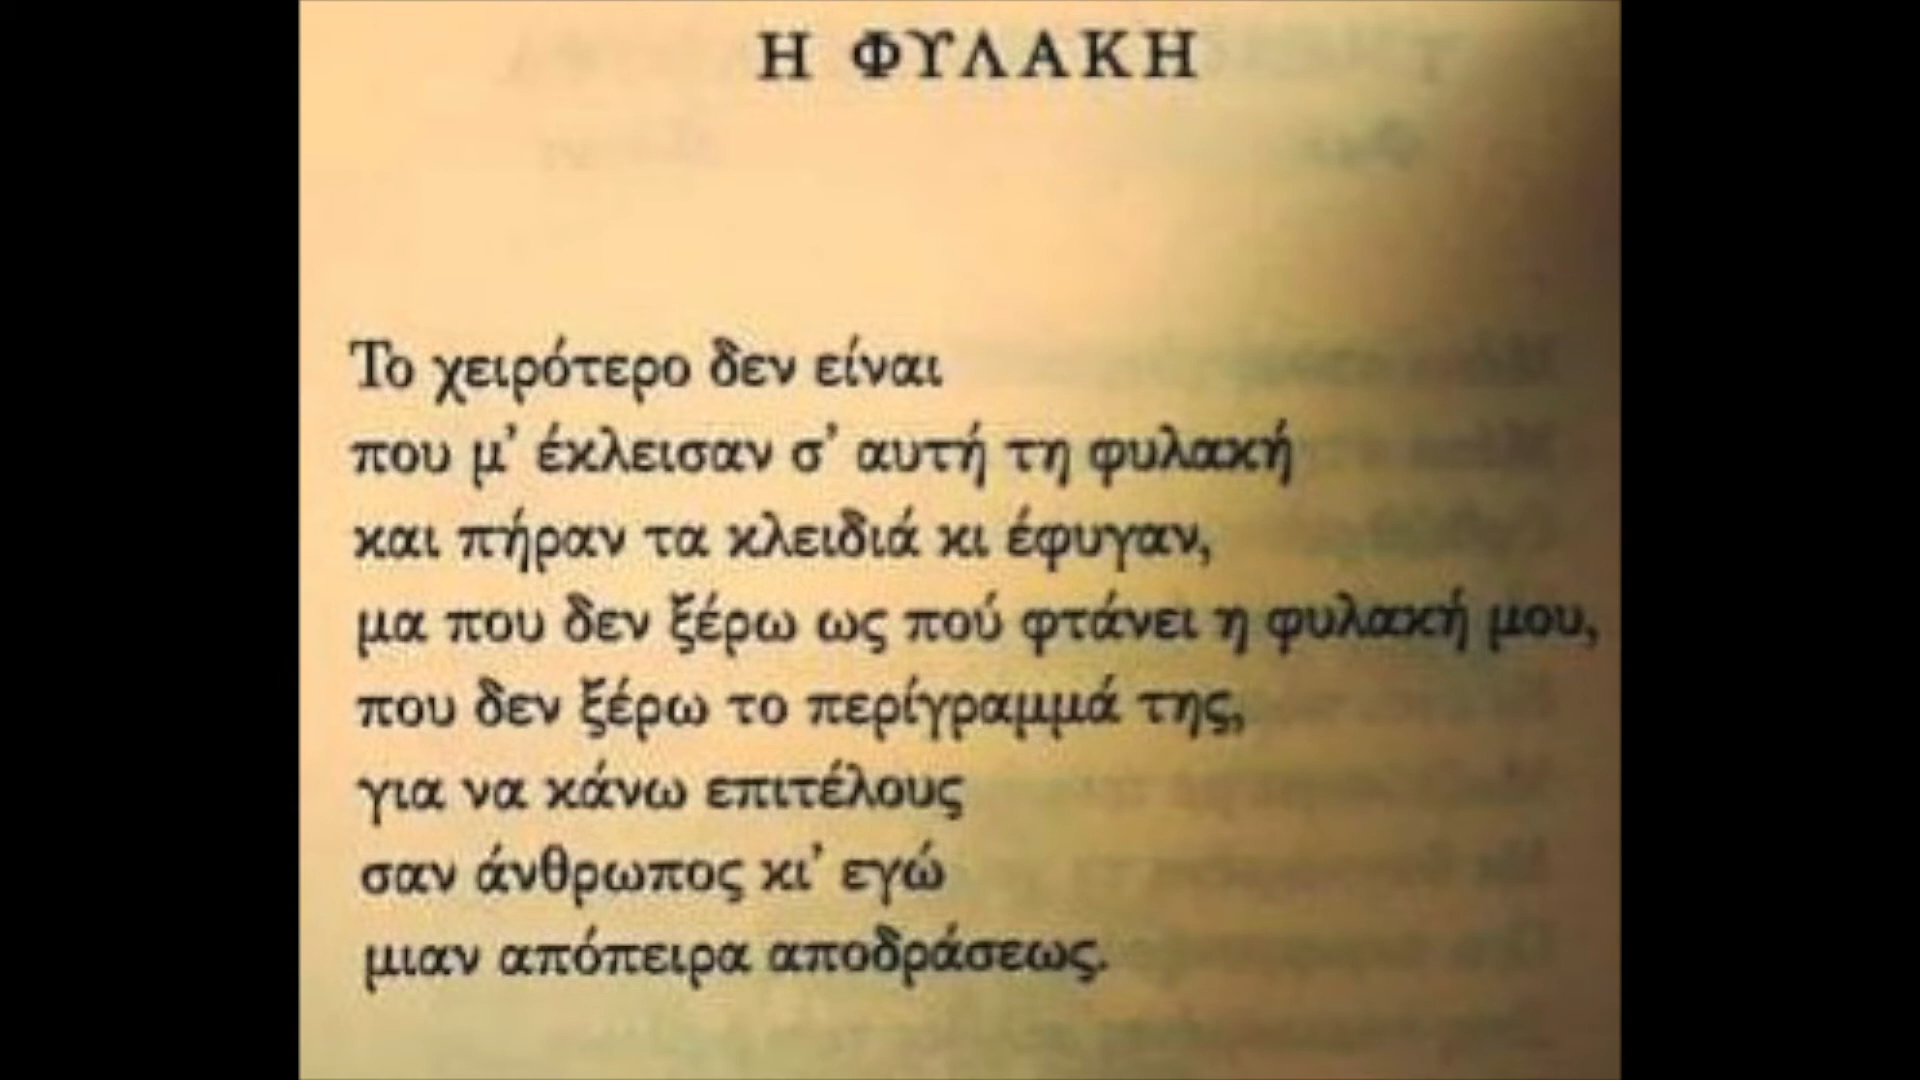 Η ΦΥΛΑΚΗ
Το χειρότερο δεν είναι
που μ’ έκλεισαν σ’ αυτή τη φυλακή
και πήραν τα κλειδιά κι έφυγαν,
μα που δεν ξέρω ως πού φτάνει η φυλακή μου,
που δεν ξέρω το περίγραμμά της,
για να κάνω επιτέλους
σαν άνθρωπος κι’ εγώ
μιαν απόπειρα αποδράσεως.